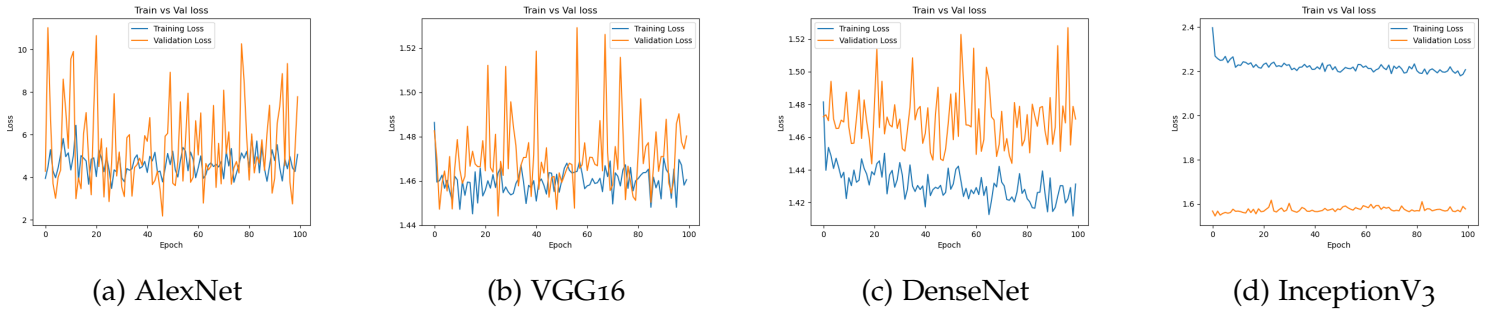 Train vs Val loss
Training Loss
Validation Loss
10
8
6
4
2
Loss
0 20 40 60 80 100
Epoch
(a) AlexNet
Train vs Val loss
Training Loss
Validation Loss
1.52
1.50
1.48
1.46
1.44
Loss
0 20 40 60 80 100
Epoch
(b) VGG16
Train vs Val loss
Training Loss
Validation Loss
1.52
1.50
1.48
1.46
1.44
1.42
Loss
0 20 40 60 80 100
Epoch
(c) DenseNet
Train vs Val loss
Training Loss
Validation Loss
2.4
2.2
2.0
1.8
1.6
Loss
0 20 40 60 80 100
Epoch
(d) InceptionV3